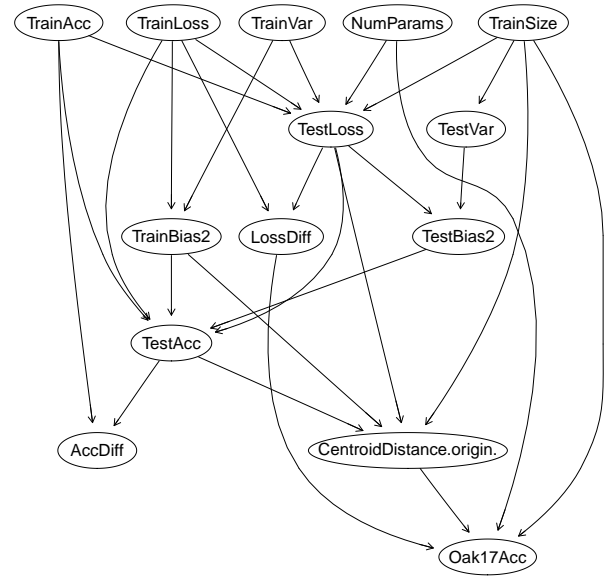 TrainAcc TrainLoss TrainVar NumParams TrainSize
TestLoss TestVar
TrainBias2 LossDiff TestBias2
TestAcc
AccDiff CentroidDistance.origin.
Oak17Acc